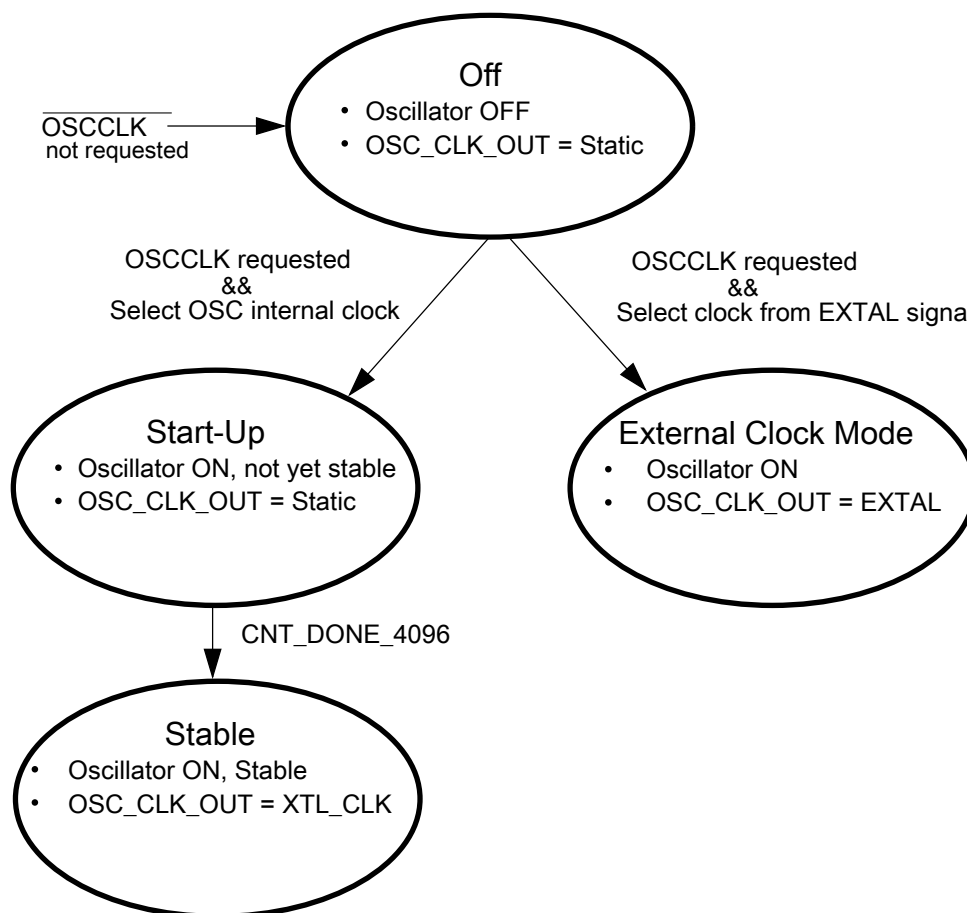 Off
• Oscillator OFF
• OSC_CLK_OUT = Static
OSCCLK
not requested
OSCCLK requested
&&
Select OSC internal clock
OSCCLK requested
&&
Select clock from EXTAL signa
Start-Up
• Oscillator ON, not yet stable
• OSC_CLK_OUT = Static
External Clock Mode
• Oscillator ON
• OSC_CLK_OUT = EXTAL
CNT_DONE_4096
Stable
• Oscillator ON, Stable
• OSC_CLK_OUT = XTL_CLK